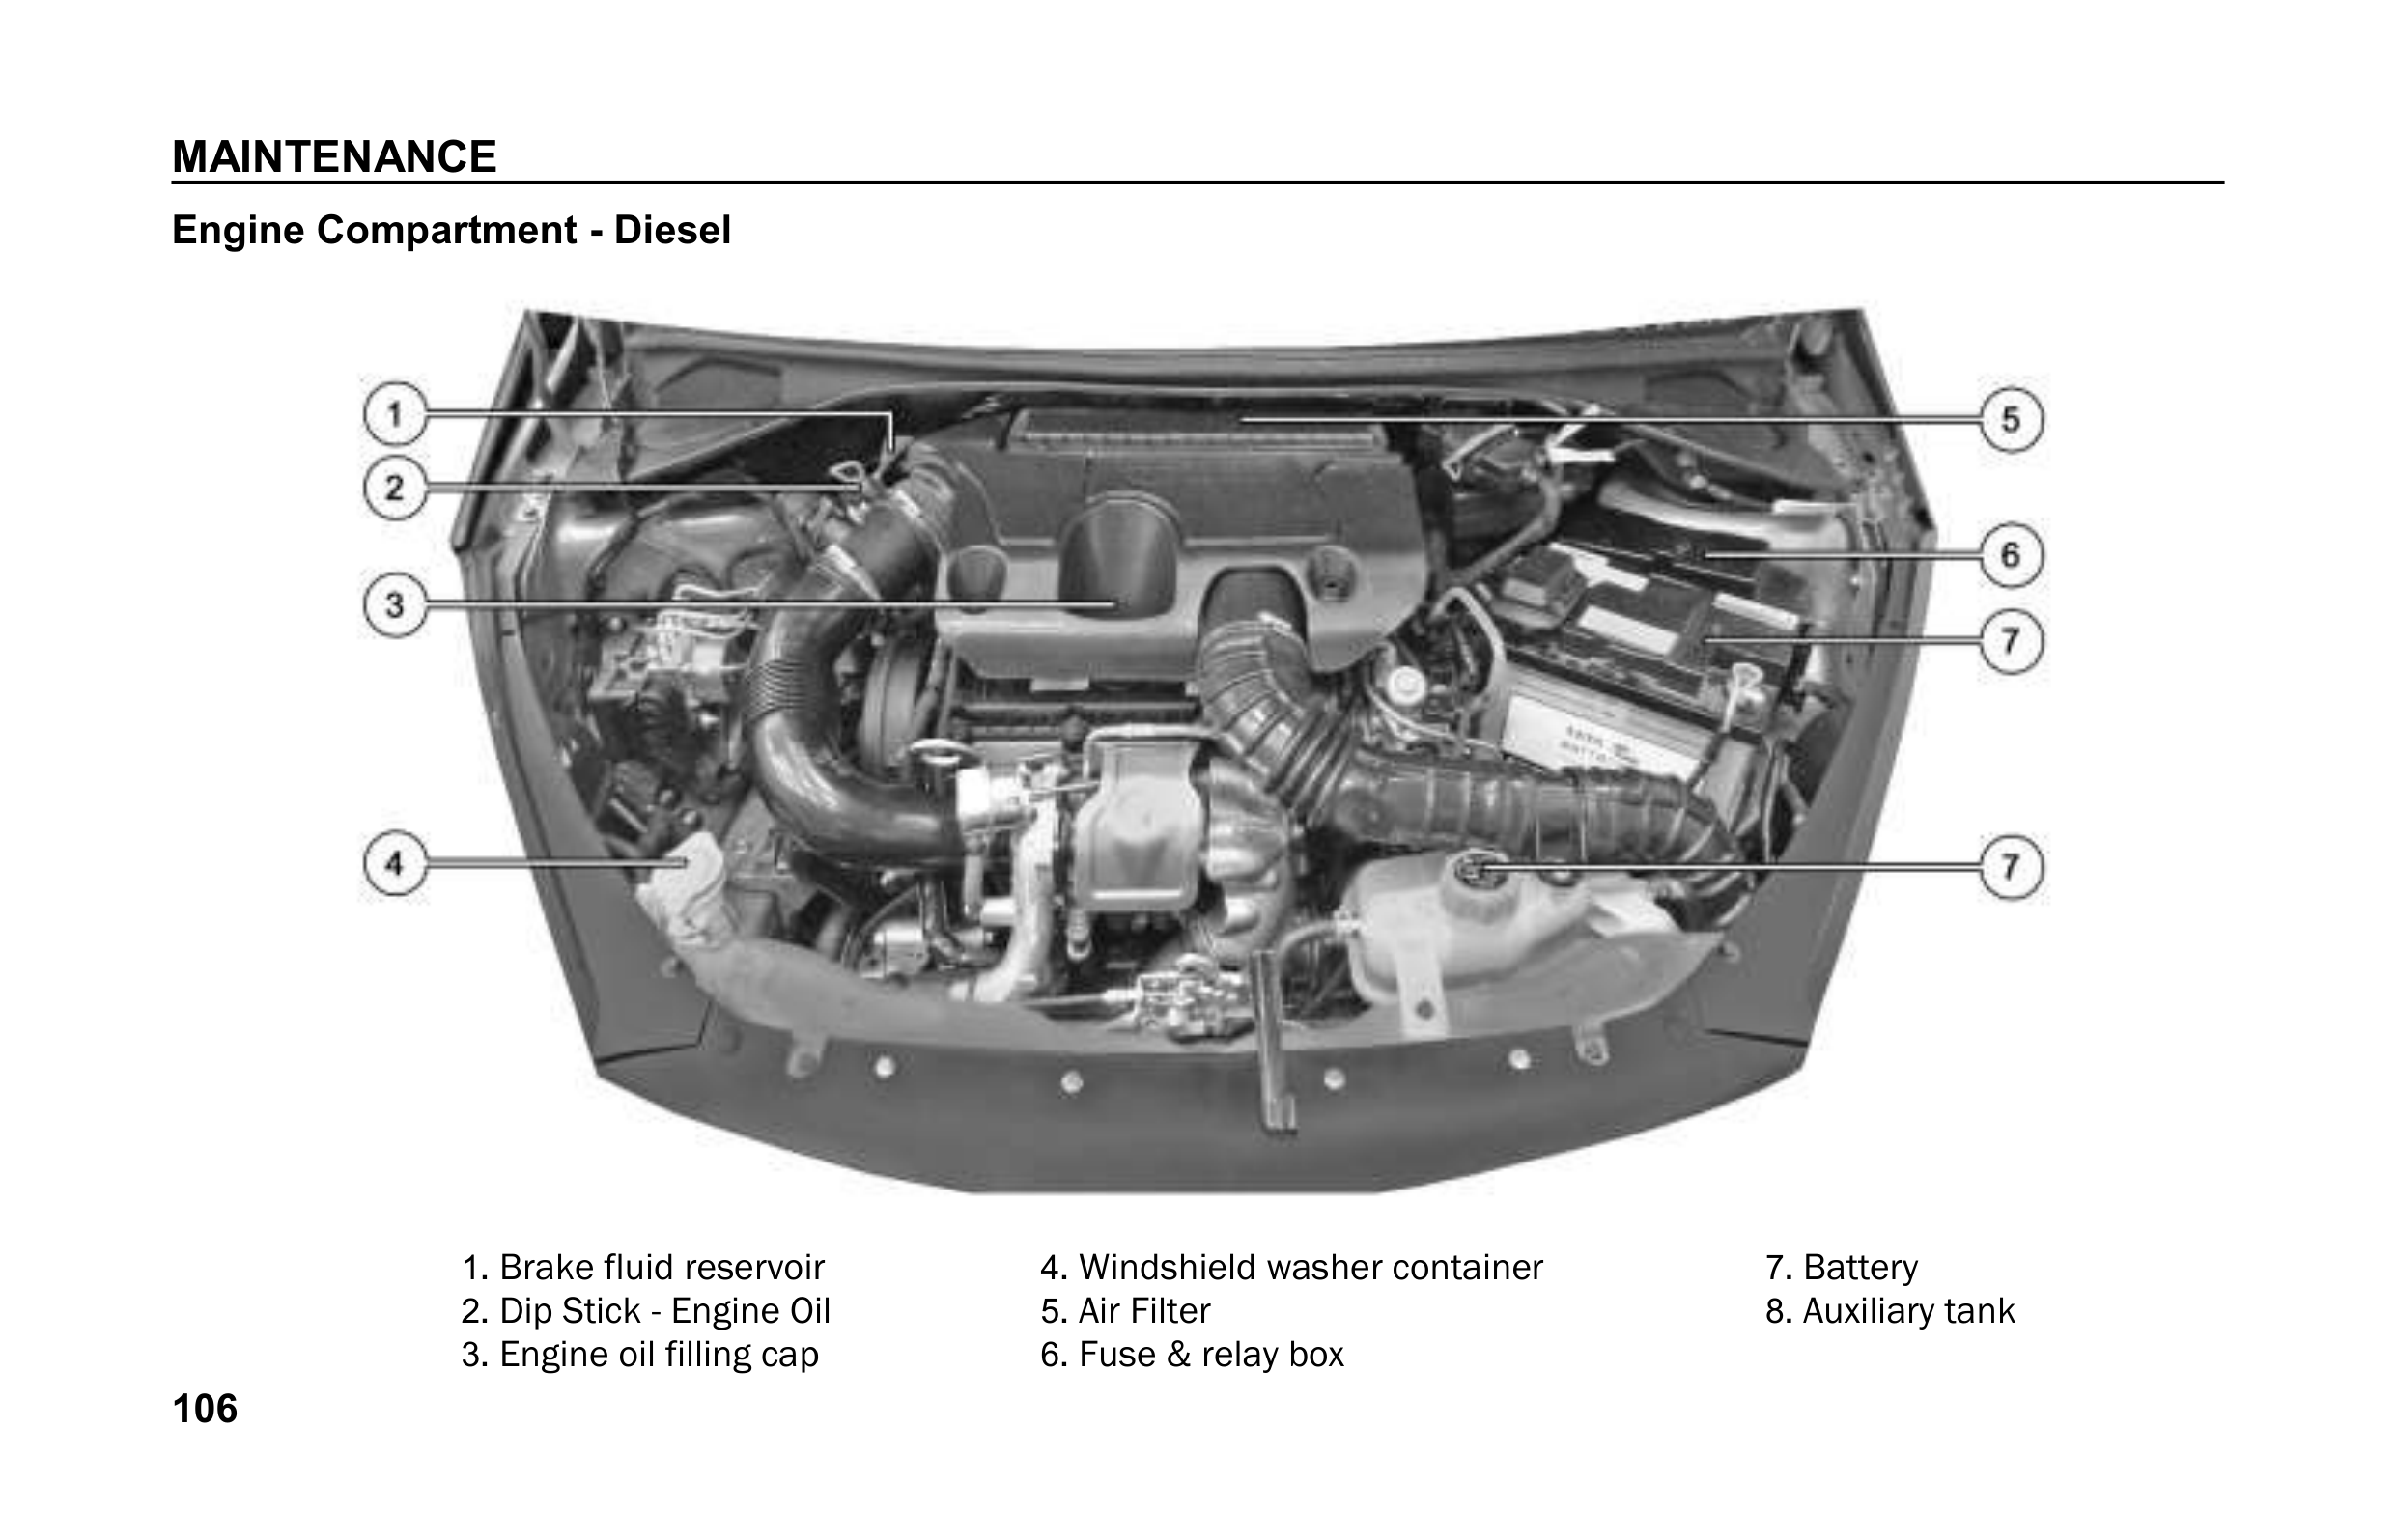 MAINTENANCE
Engine Compartment - Diesel
1
5
2
6
3
7
4
7
1. Brake fluid reservoir
2. Dip Stick - Engine Oil
3. Engine oil filling cap
4. Windshield washer container
5. Air Filter
6. Fuse & relay box
7. Battery
8. Auxiliary tank
106